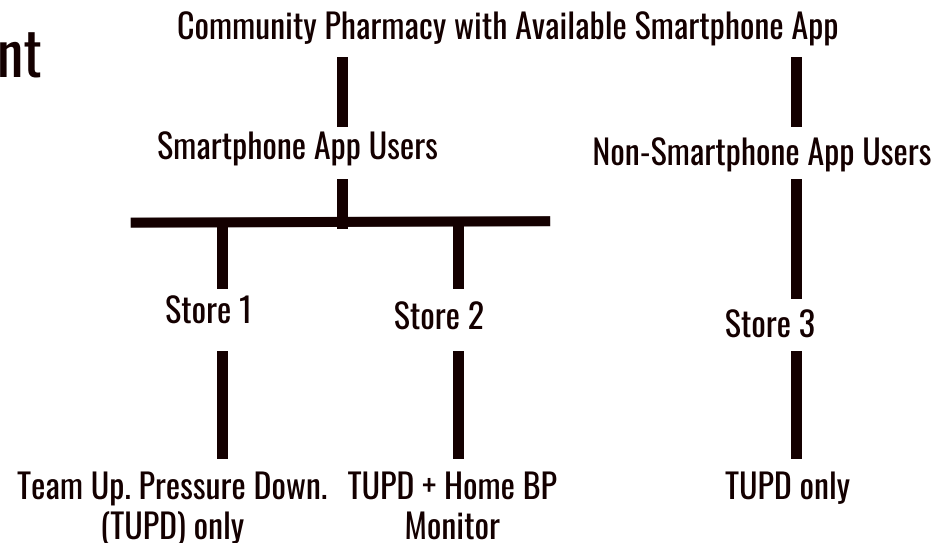 nt
Community Pharmacy with Available Smartphone App
Smartphone App Users
Non-Smartphone App Users
Store 1
Store 2
Store 3
Team Up. Pressure Down.
(TUPD) only
TUPD + Home BP
Monitor
TUPD only